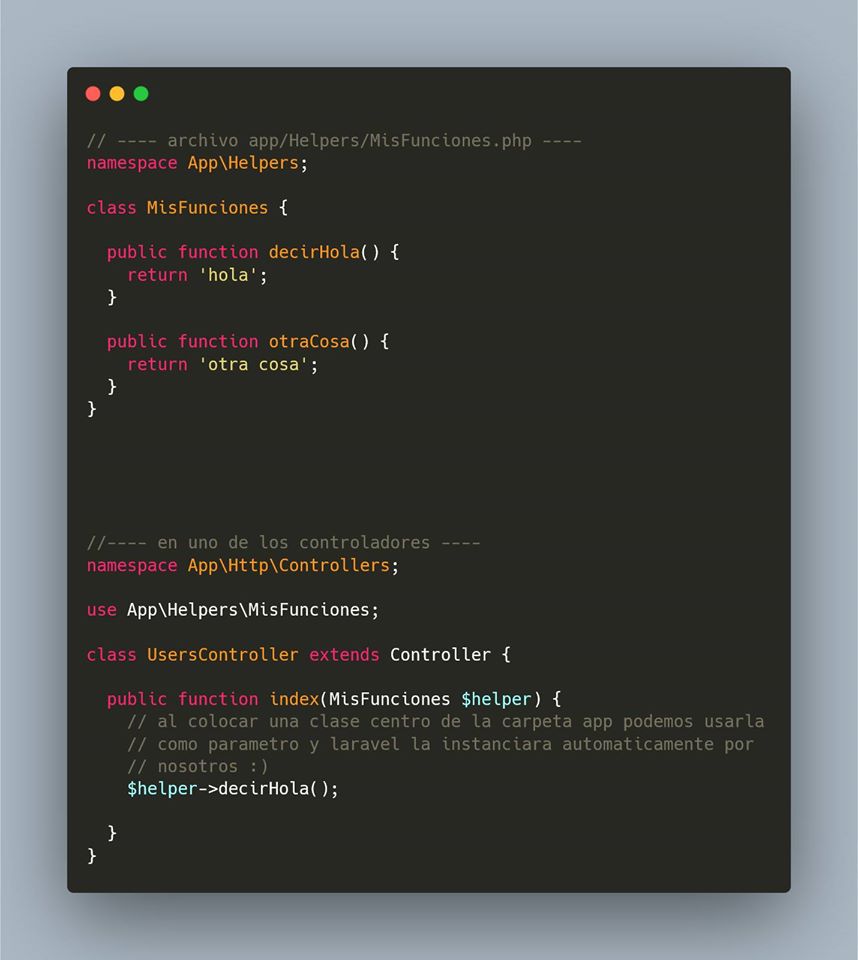 // ---- archivo app/Helpers/MisFunciones.php ----
namespace App\Helpers;
class MisFunciones {
public function decirHola() {
return 'hola';
}
public function otraCosa() {
return 'otra cosa';
}
}
//---- en uno de los controladores ----
namespace App\Http\Controllers;
use App\Helpers\MisFunciones;
class UsersController extends Controller {
public function index(MisFunciones $helper) {
// al colocar una clase centro de la carpeta app podemos usarla
// como parametro y laravel la instanciara automaticamente por
// nosotros :)
$helper->decirHola();
}
}